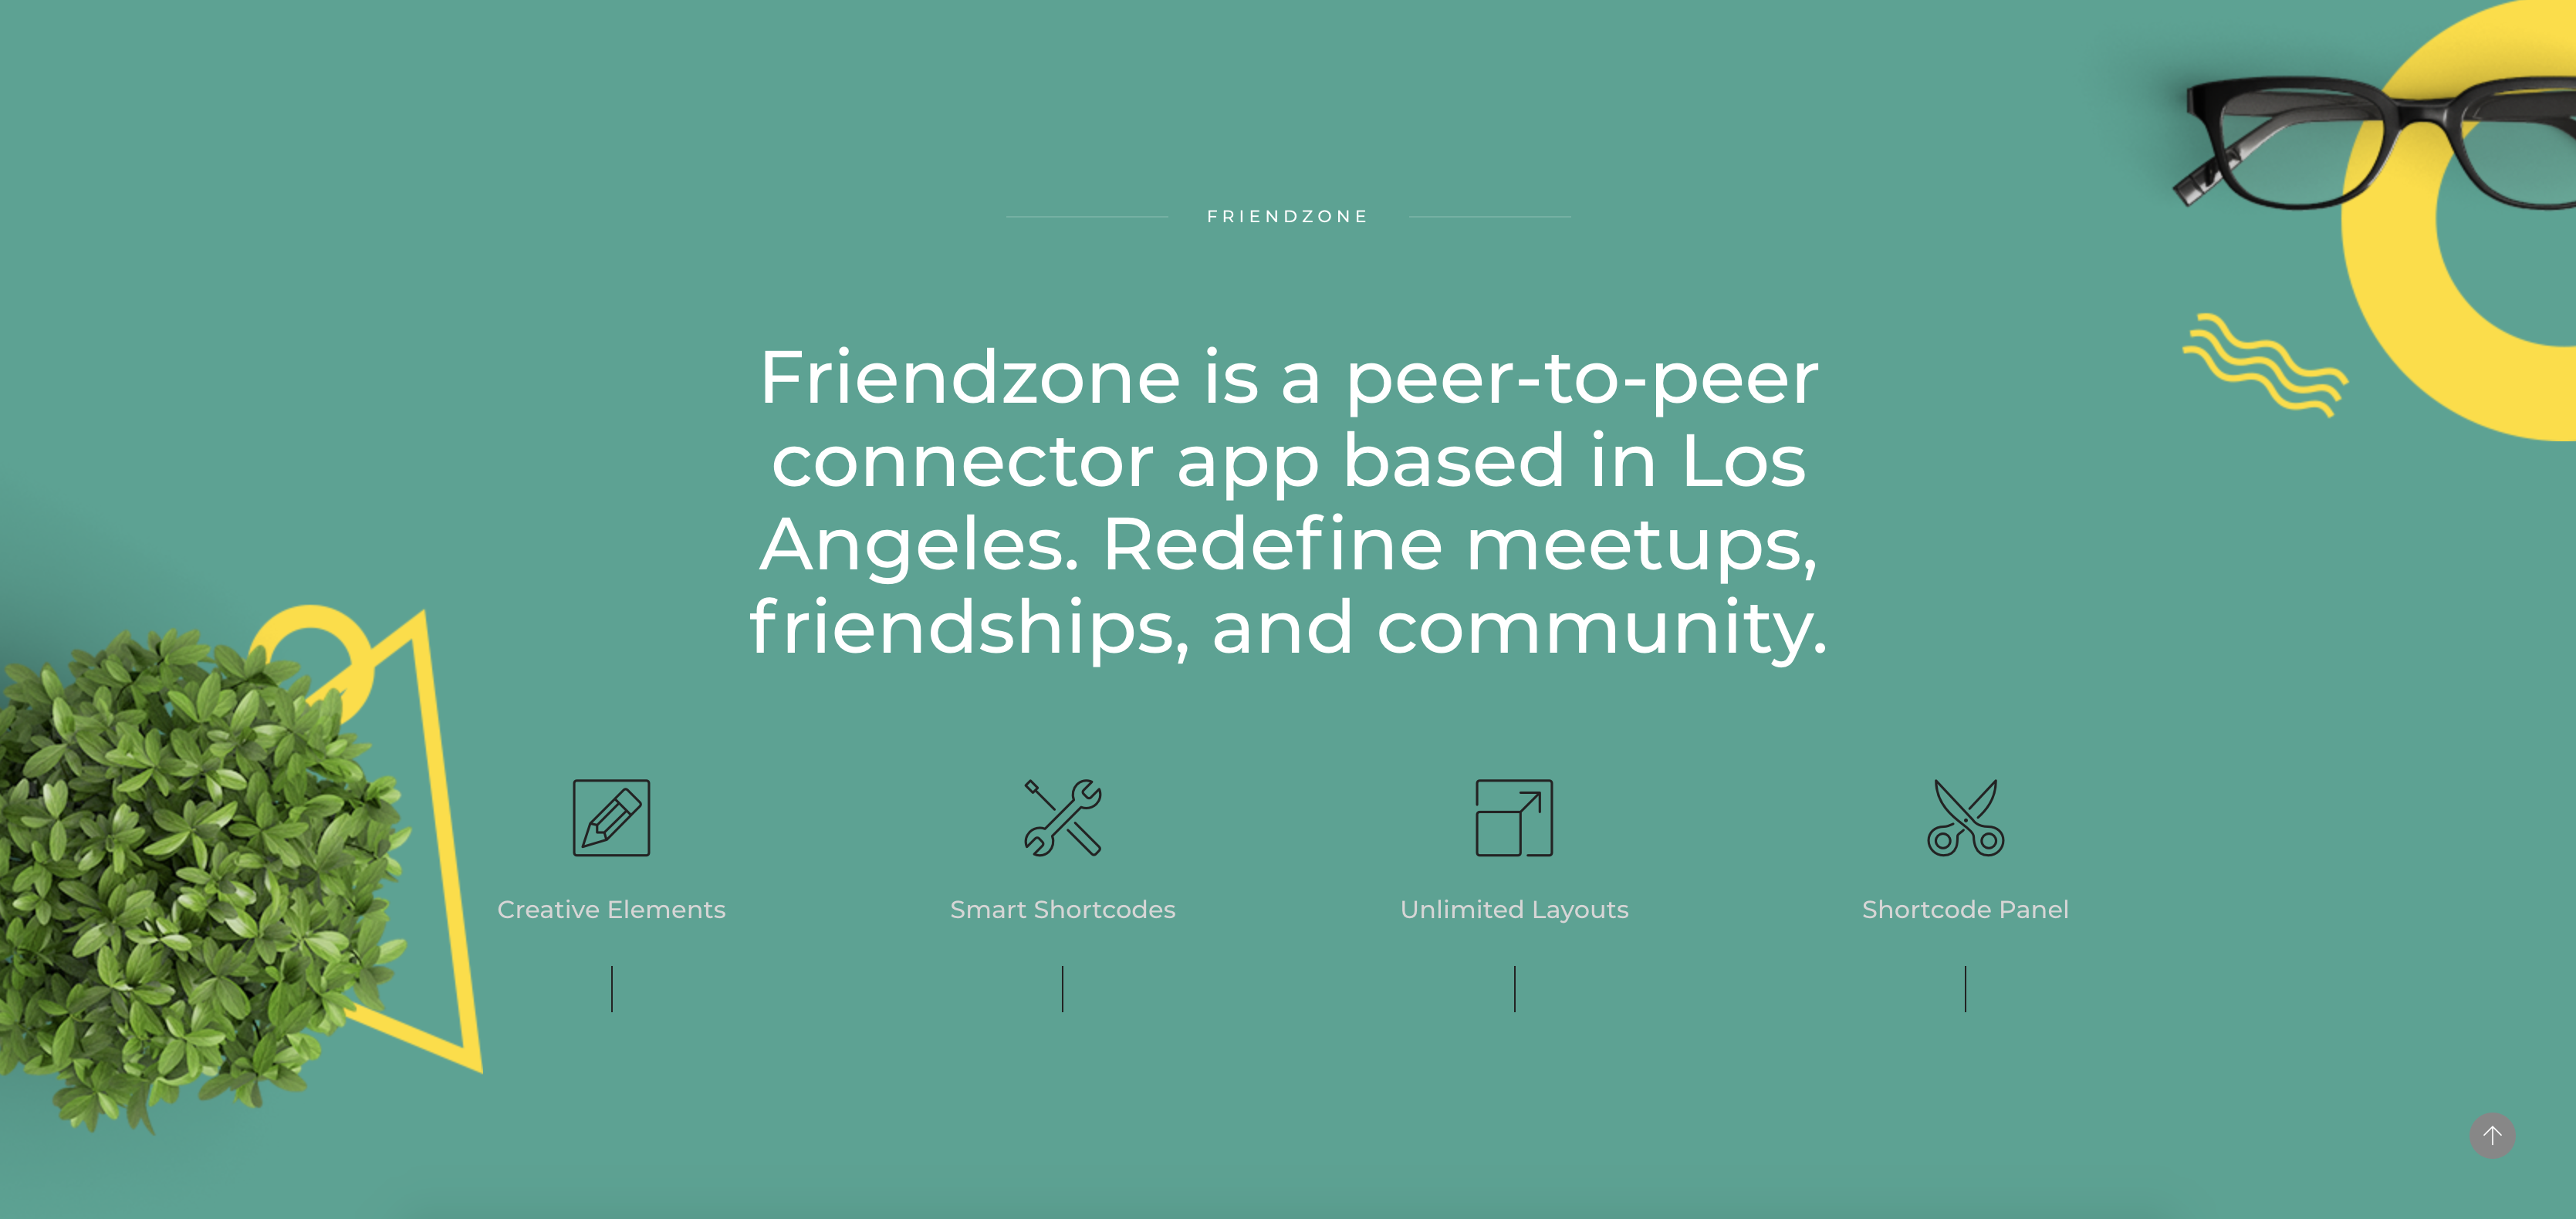 FRIENDZONE
Friendzone is a peer-to-peer
connector app based in Los
Angeles. Redefine meetups,
friendships, and community.
Creative Elements
Smart Shortcodes
Unlimited Layouts
Shortcode Panel